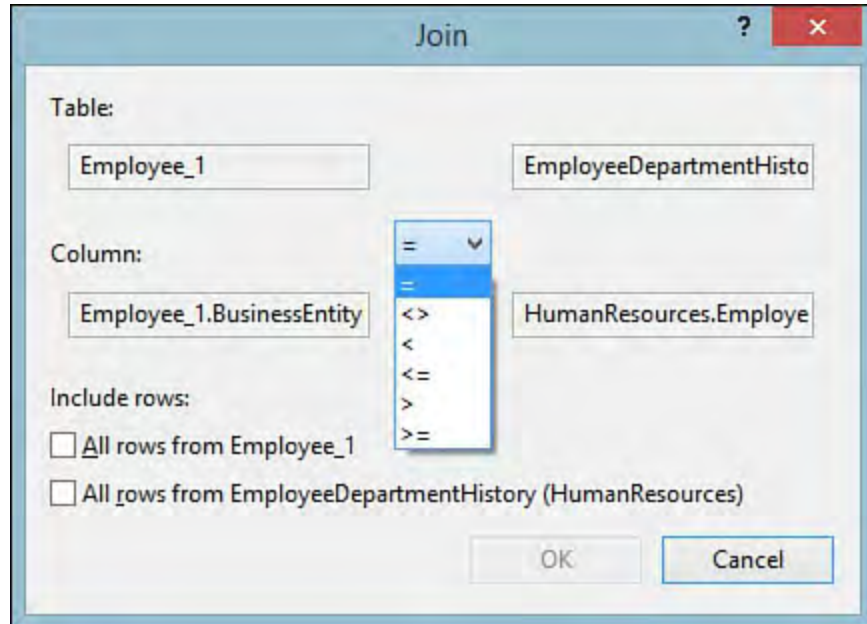 Join
?
×
Table:
Employee_1
EmployeeDepartmentHisto
=
Column:
=
Employee_1.BusinessEntity
<>
HumanResources.Employe
<
<=
Include rows:
>
>=
All rows from Employee_1
All rows from EmployeeDepartmentHistory (HumanResources)
OK
Cancel